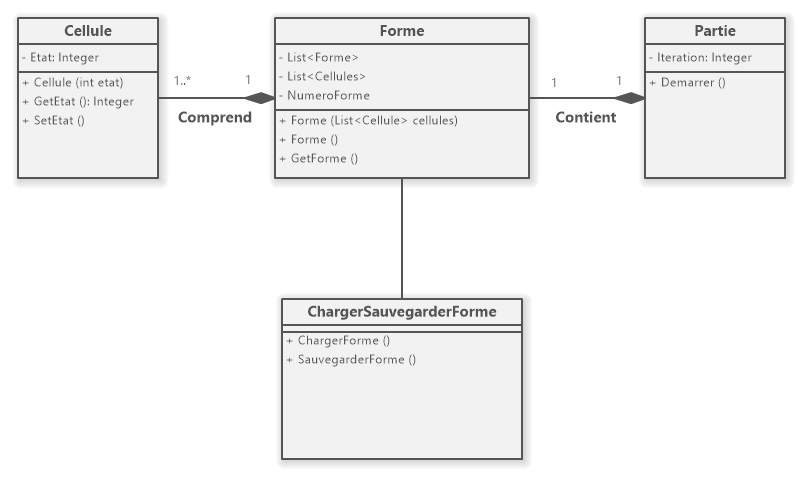 Cellule
- Etat: Integer
+ Cellule (int etat)
+ GetEtat (): Integer
+ SetEtat ()
1..*
1
Comprend
Forme
- List<Forme>
- List<Cellules>
- NumeroForme
+ Forme (List<Cellule> cellules)
+ Forme ()
+ GetForme ()
1
1
Contient
Partie
- Iteration: Integer
+ Demarrer ()
ChargerSauvegarderForme
+ ChargerForme ()
+ SauvegarderForme ()